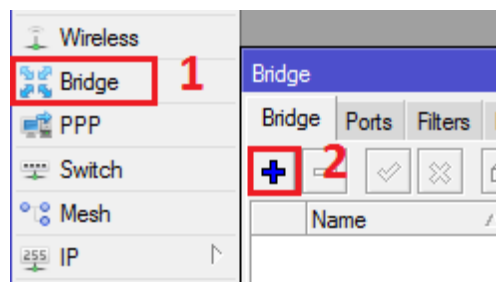 Wireless
Bridge 1
PPP
Switch
Mesh
255 IP
Bridge
Bridge Ports Filters
2
Name